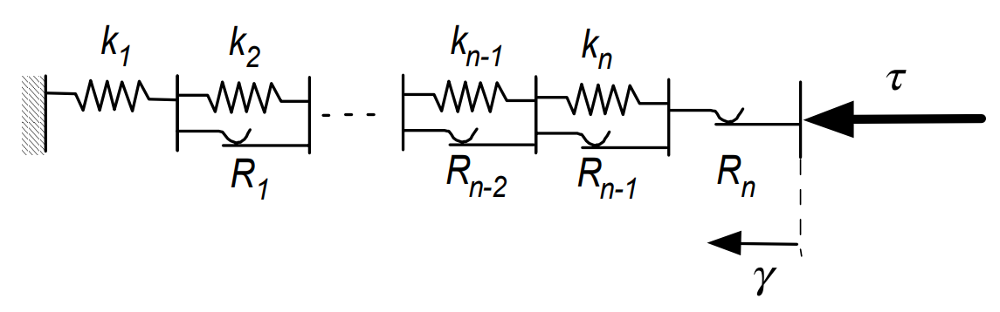 k1 k2 kn-1 kn τ
R1 Rn-2 Rn-1 Rn
γ